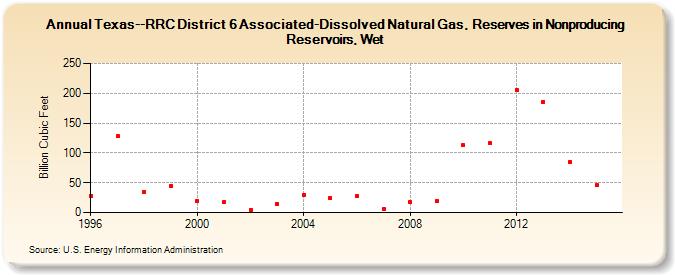 Annual Texas--RRC District 6 Associated-Dissolved Natural Gas, Reserves in Nonproducing
Reservoirs, Wet
Billion Cubic Feet
250
200
150
100
50
0
1996
2000
2004
2008
2012
Source: U.S. Energy Information Administration